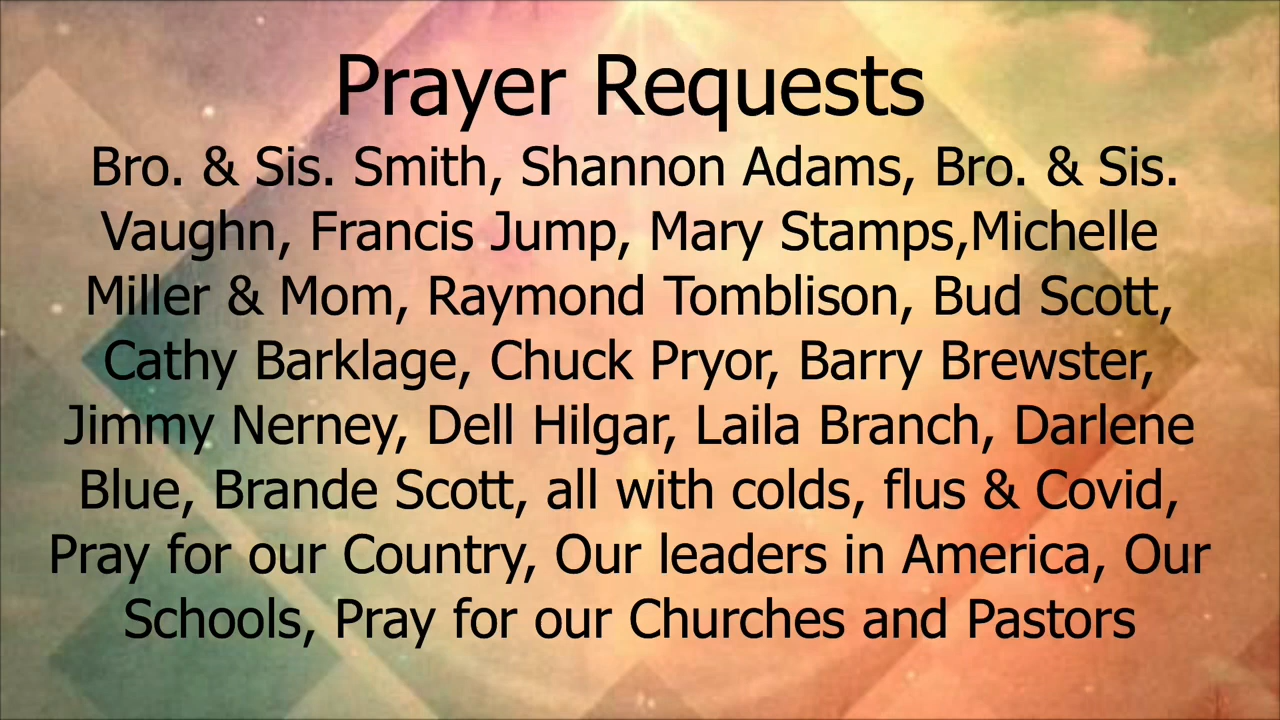 Prayer Requests
Bro. & Sis. Smith, Shannon Adams, Bro. & Sis.
Vaughn, Francis Jump, Mary Stamps,Michelle
Miller & Mom, Raymond Tomblison, Bud Scott,
Cathy Barklage, Chuck Pryor, Barry Brewster,
Jimmy Nerney, Dell Hilgar, Laila Branch, Darlene
Blue, Brande Scott, all with colds, flus & Covid,
Pray for our Country, Our leaders in America, Our
Schools, Pray for our Churches and Pastors